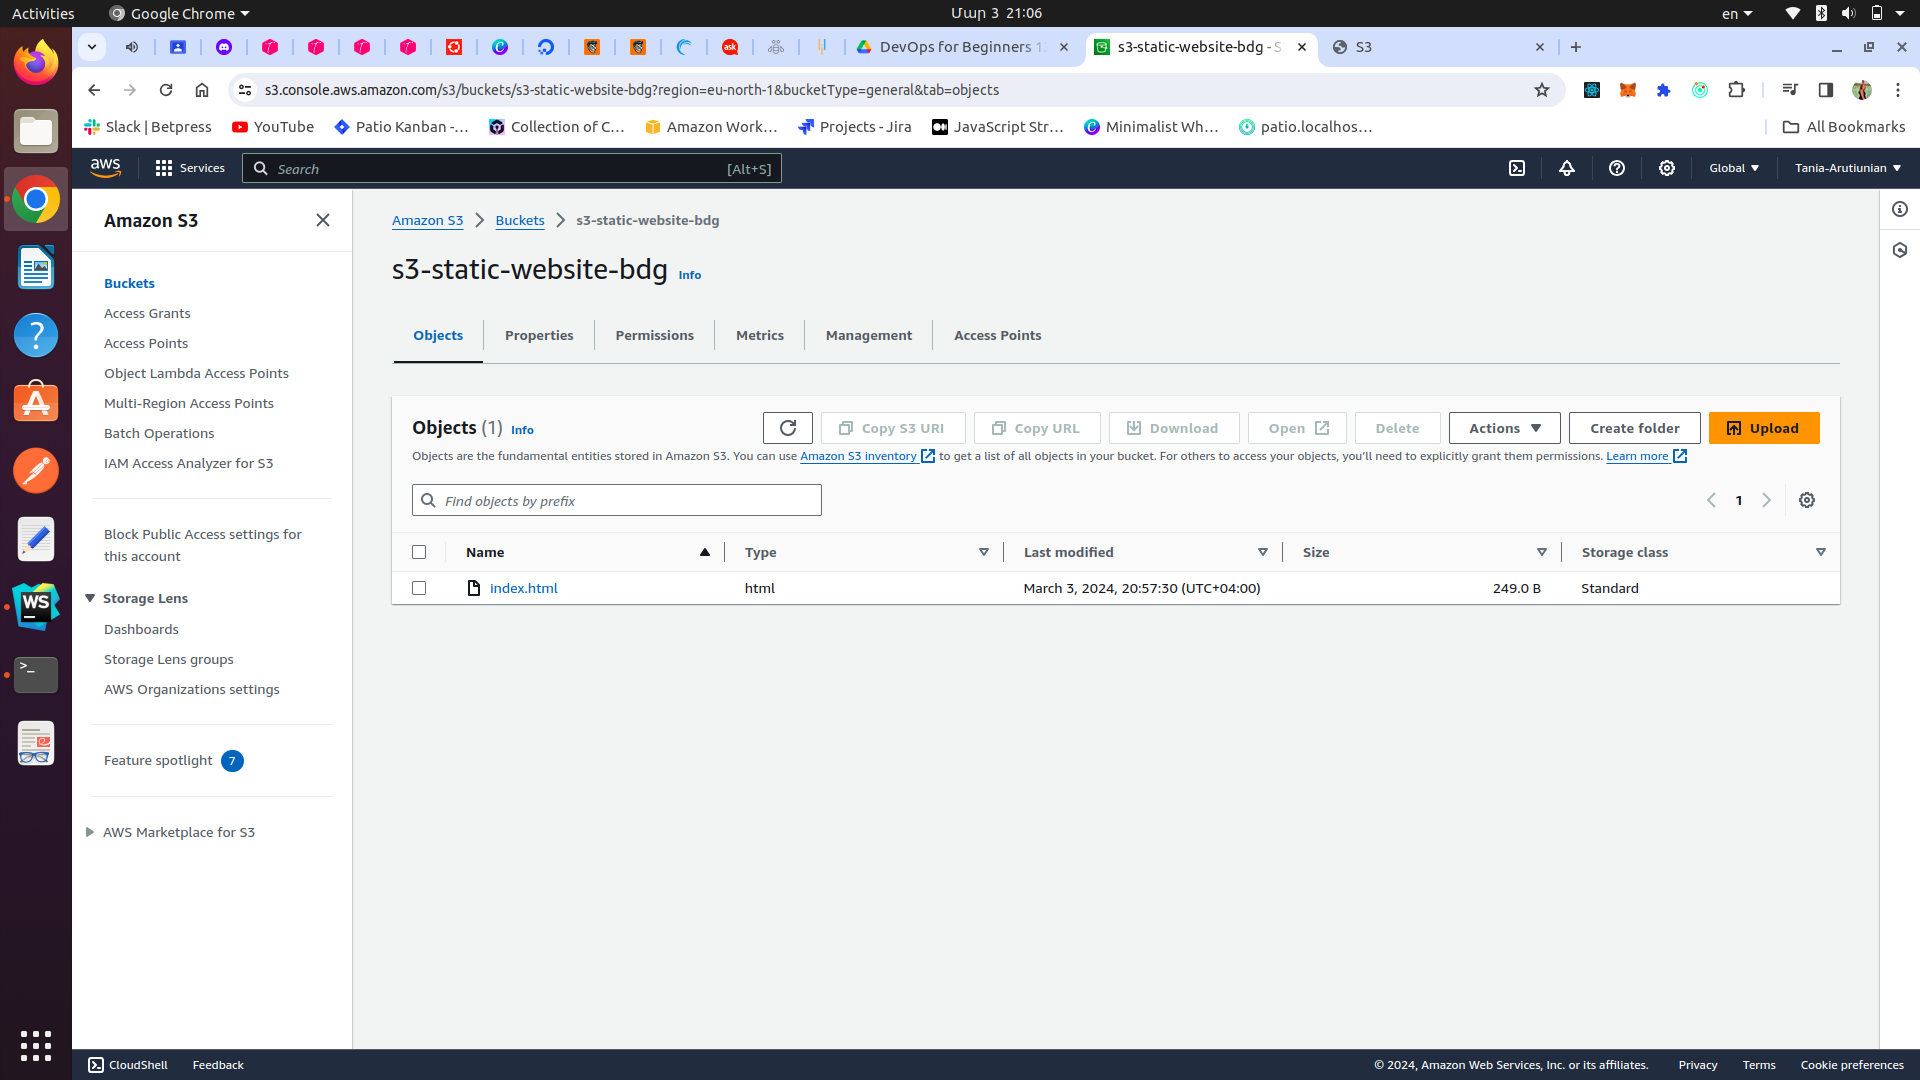 Activities
Google Chrome
Մար 3 21:06
en
DevOps for Beginners 1
s3-static-website-bdg - S
S3
s3.console.aws.amazon.com/s3/buckets/s3-static-website-bdg?region=eu-north-1&bucketType=general&tab=objects
Slack | Betpress
YouTube
Patio Kanban -...
Collection of C...
Amazon Work...
Projects - Jira
JavaScript Str...
Minimalist Wh...
patio.localhos...
All Bookmarks
aws
Services
Search
[Alt+S]
Global
Tania-Arutiunian
Amazon S3
Buckets
Access Grants
Access Points
Object Lambda Access Points
Multi-Region Access Points
Batch Operations
IAM Access Analyzer for S3
Block Public Access settings for
this account
Storage Lens
Dashboards
Storage Lens groups
AWS Organizations settings
Feature spotlight 7
AWS Marketplace for S3
Amazon S3
Buckets
s3-static-website-bdg
s3-static-website-bdg Info
Objects
Properties
Permissions
Metrics
Management
Access Points
Objects (1) Info
Copy S3 URI
Copy URL
Download
Open
Delete
Actions
Create folder
Upload
Objects are the fundamental entities stored in Amazon S3. You can use Amazon S3 inventory to get a list of all objects in your bucket. For others to access your objects, you'll need to explicitly grant them permissions. Learn more
Find objects by prefix
1
Name
Type
Last modified
Size
Storage class
index.html
html
March 3, 2024, 20:57:30 (UTC+04:00)
249.0 B
Standard
CloudShell
Feedback
© 2024, Amazon Web Services, Inc. or its affiliates.
Privacy
Terms
Cookie preferences
ask
WS